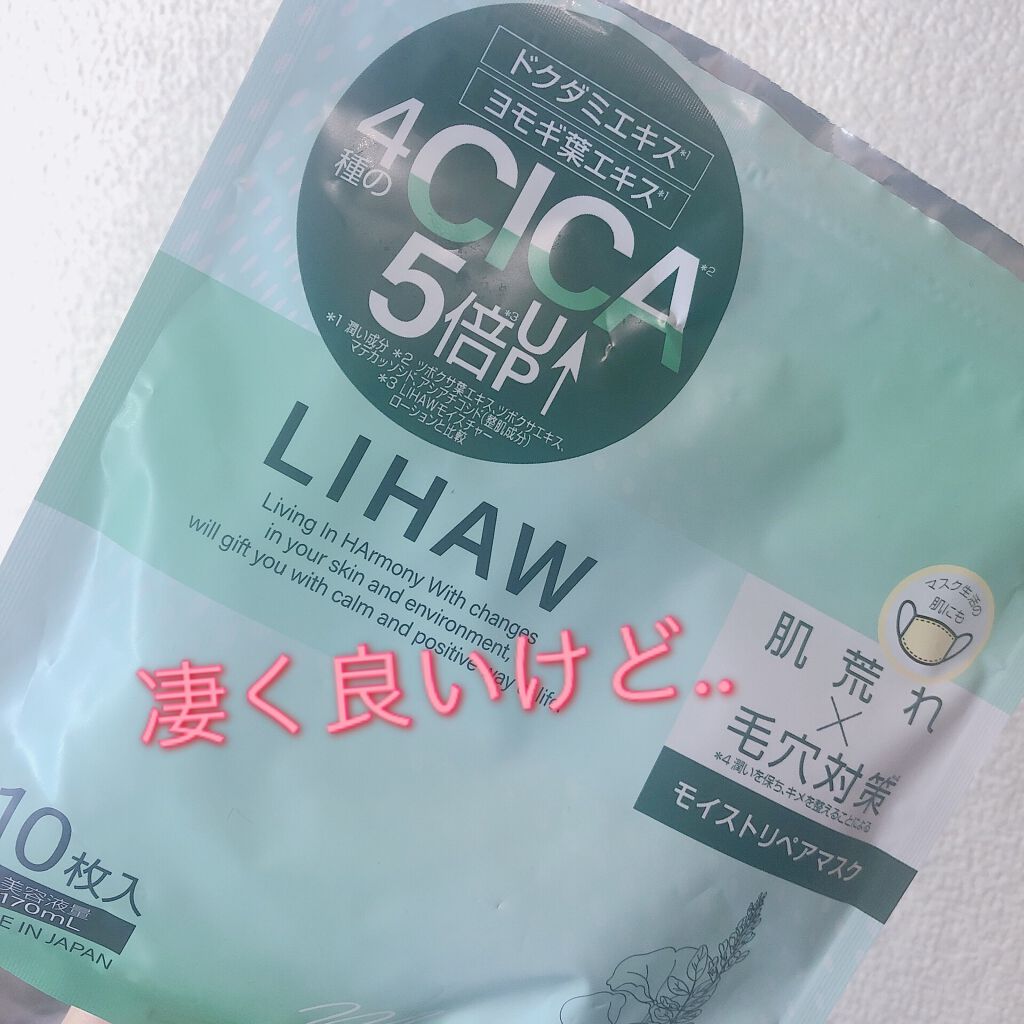 ドクダミエキス*1
ヨモギ葉エキス*1
4種の
CICA*2
5倍*3UP
*1 潤い成分 *2 ツボクサ葉エキス、ツボクサエキス、
マデカッソシド、アシアチコシド(整肌成分)
*3 LIHAWモイスチャー
ローションと比較
LIHAW
Living In HArmony With changes
in your skin and environment,
will gift you with calm and positive way life,
凄く良いけど..
マスク生活の
肌にも
肌荒れ
×
毛穴対策*4
*4 潤いを保ち、キメを整えることによる
モイストリペアマスク
10枚入
美容液量
170mL
E IN JAPAN